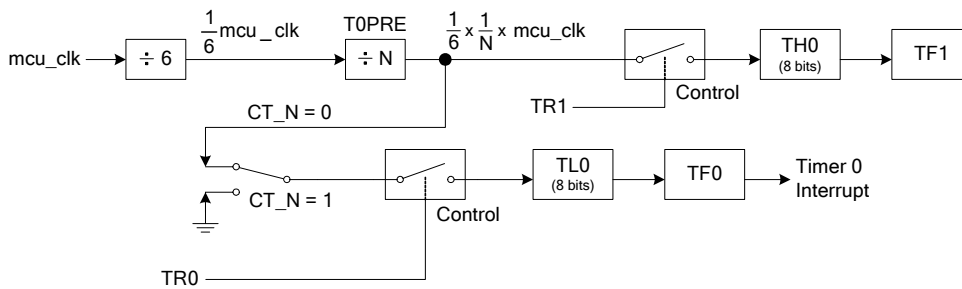 mcu_clk
÷ 6
1/6 mcu_clk
T0PRE
÷ N
1/6 x 1/N x mcu_clk
TR1
Control
TH0
(8 bits)
TF1
CT_N = 0
CT_N = 1
TR0
Control
TL0
(8 bits)
TF0
Timer 0
Interrupt